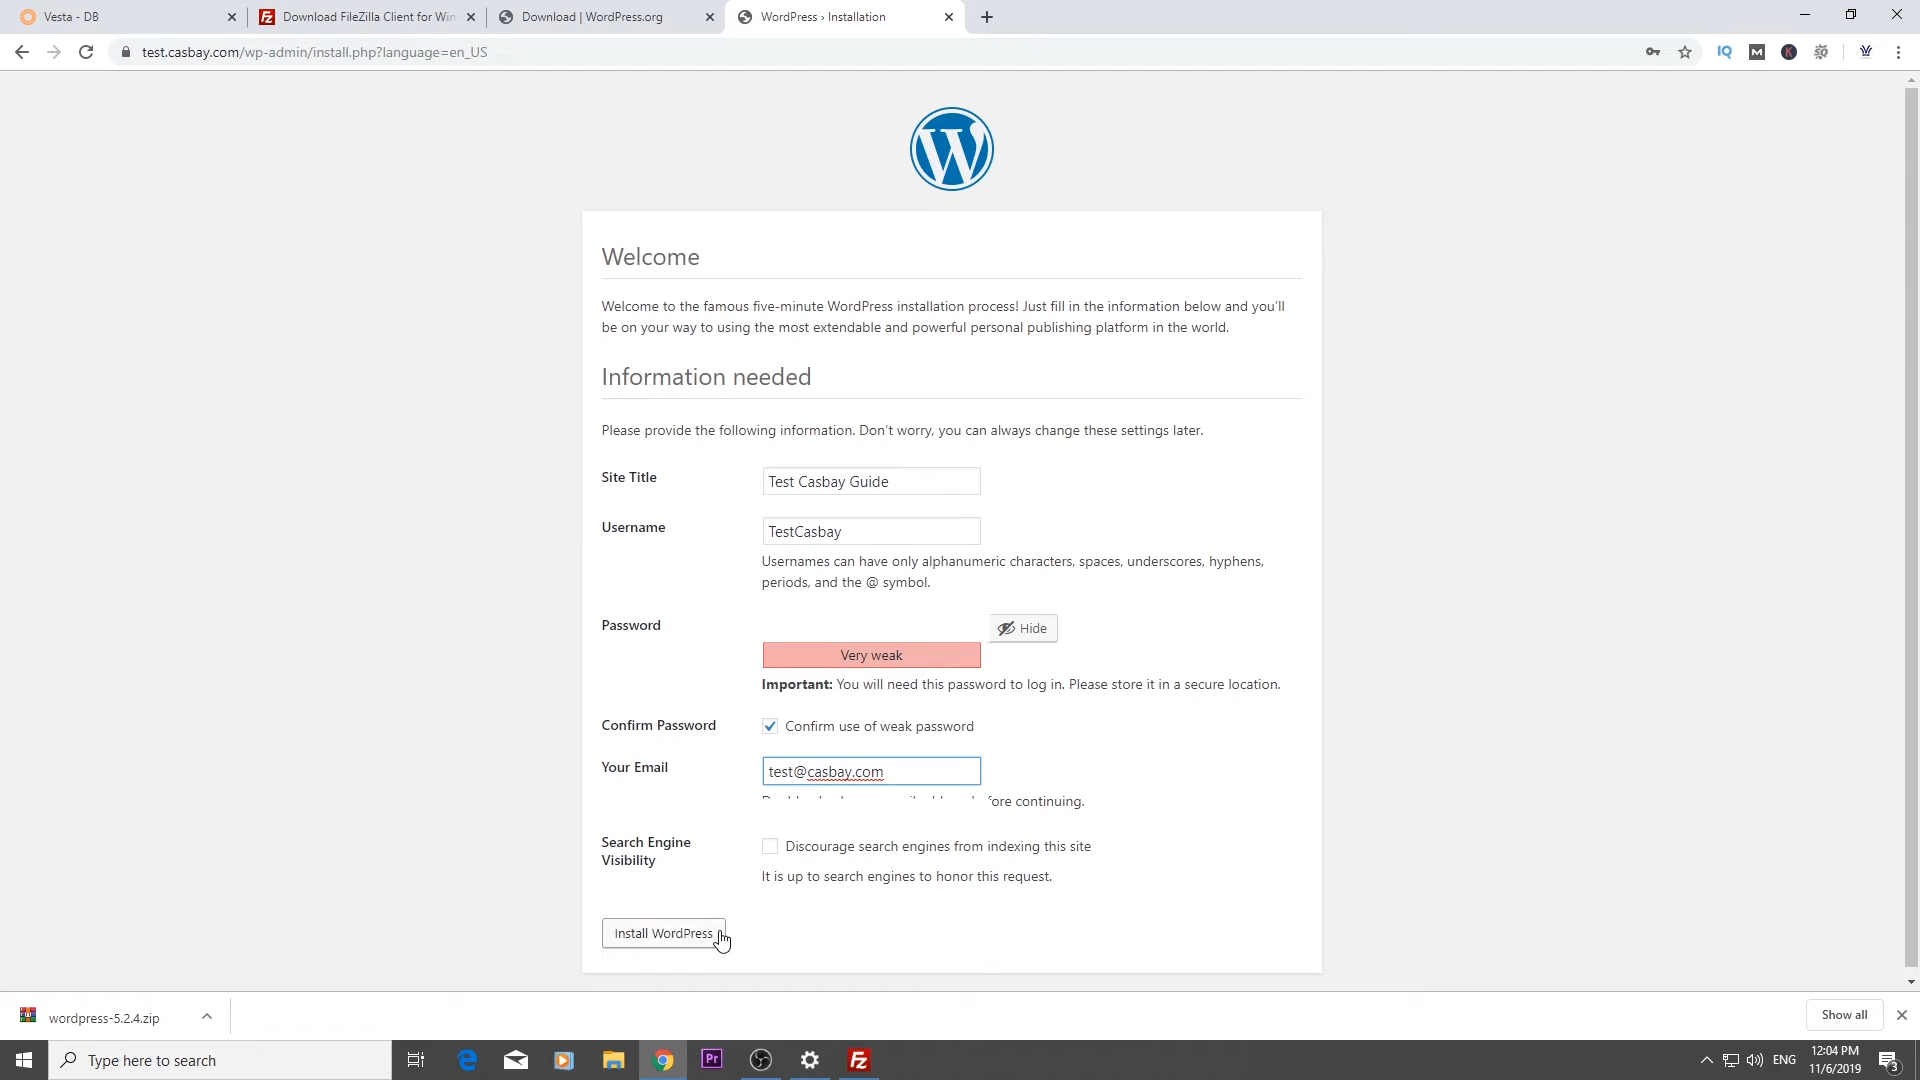 Vesta - DB
Download FileZilla Client for Win
Download | WordPress.org
WordPress › Installation
test.casbay.com/wp-admin/install.php?language=en_US
IQ
M
K
W
Welcome
Welcome to the famous five-minute WordPress installation process! Just fill in the information below and you’ll
be on your way to using the most extendable and powerful personal publishing platform in the world.
Information needed
Please provide the following information. Don’t worry, you can always change these settings later.
Site Title
Test Casbay Guide
Username
TestCasbay
Usernames can have only alphanumeric characters, spaces, underscores, hyphens,
periods, and the @ symbol.
Password
Hide
Very weak
Important: You will need this password to log in. Please store it in a secure location.
Confirm Password
Confirm use of weak password
Your Email
test@casbay.com
fore continuing.
Search Engine
Visibility
Discourage search engines from indexing this site
It is up to search engines to honor this request.
Install WordPress
wordpress-5.2.4.zip
Show all
Type here to search
Pr
Fz
ENG
12:04 PM
11/6/2019
3